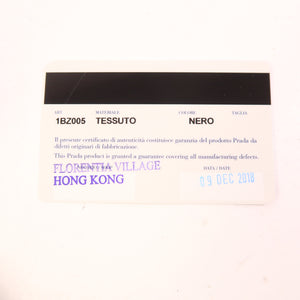 ART. MATERIALE COLORE TAGLIA
1BZ005 TESSUTO NERO
Il presente certificato di autenticità costituisce garanzia del prodotto Prada da
difetti originari di fabbricazione.
This Prada product is granted a guarantee covering all manufacturing defects.
FLORENTIA VILLAGE
DATA / DATE
HONG KONG
09 DEC 2018